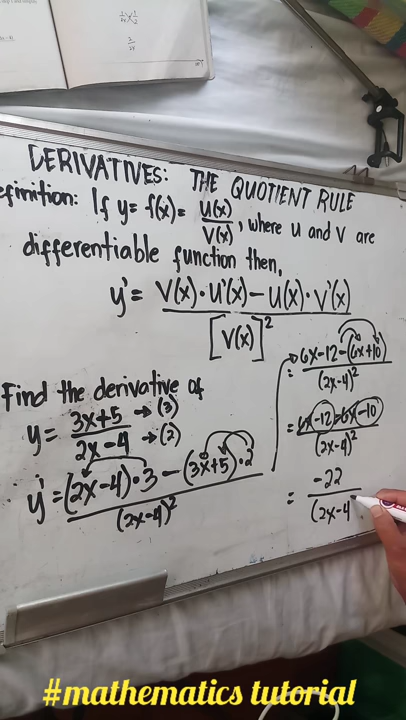 DERIVATIVES: THE QUOTIENT RULE
efinition: If y = f(x) = U(x)/V(x), where u and v are
differentiable function then,
y' = V(x)·U'(x) − U(x)·V'(x) / [V(x)]²
Find the derivative of
y = 3x+5 / 2x−4 → (3) → (2)
y' = (2x−4)·3 − (3x+5)·2 / (2x−4)²
= 6x−12−(6x+10) / (2x−4)²
= 6x−12−6x−10 / (2x−4)²
= −22 / (2x−4
#mathematics tutorial